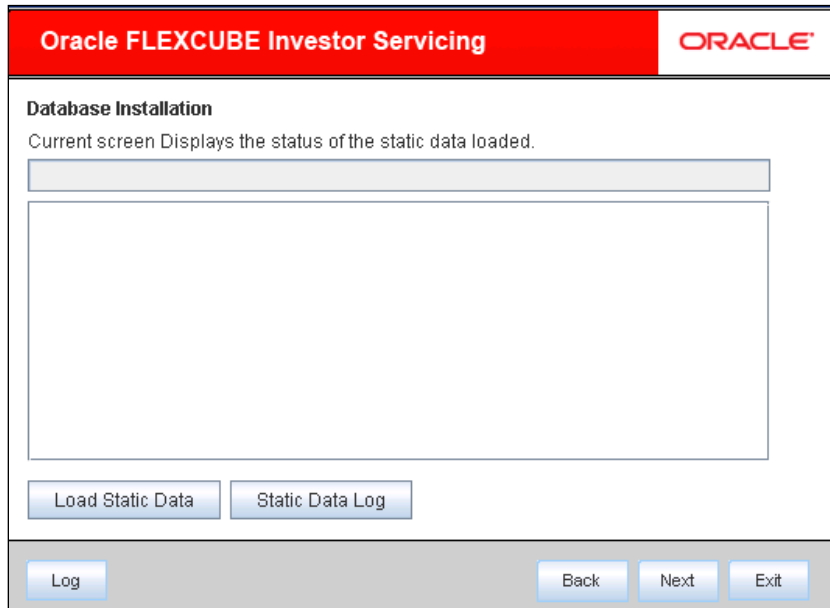 Oracle FLEXCUBE Investor Servicing
ORACLE
Database Installation
Current screen Displays the status of the static data loaded.
Load Static Data
Static Data Log
Log
Back
Next
Exit